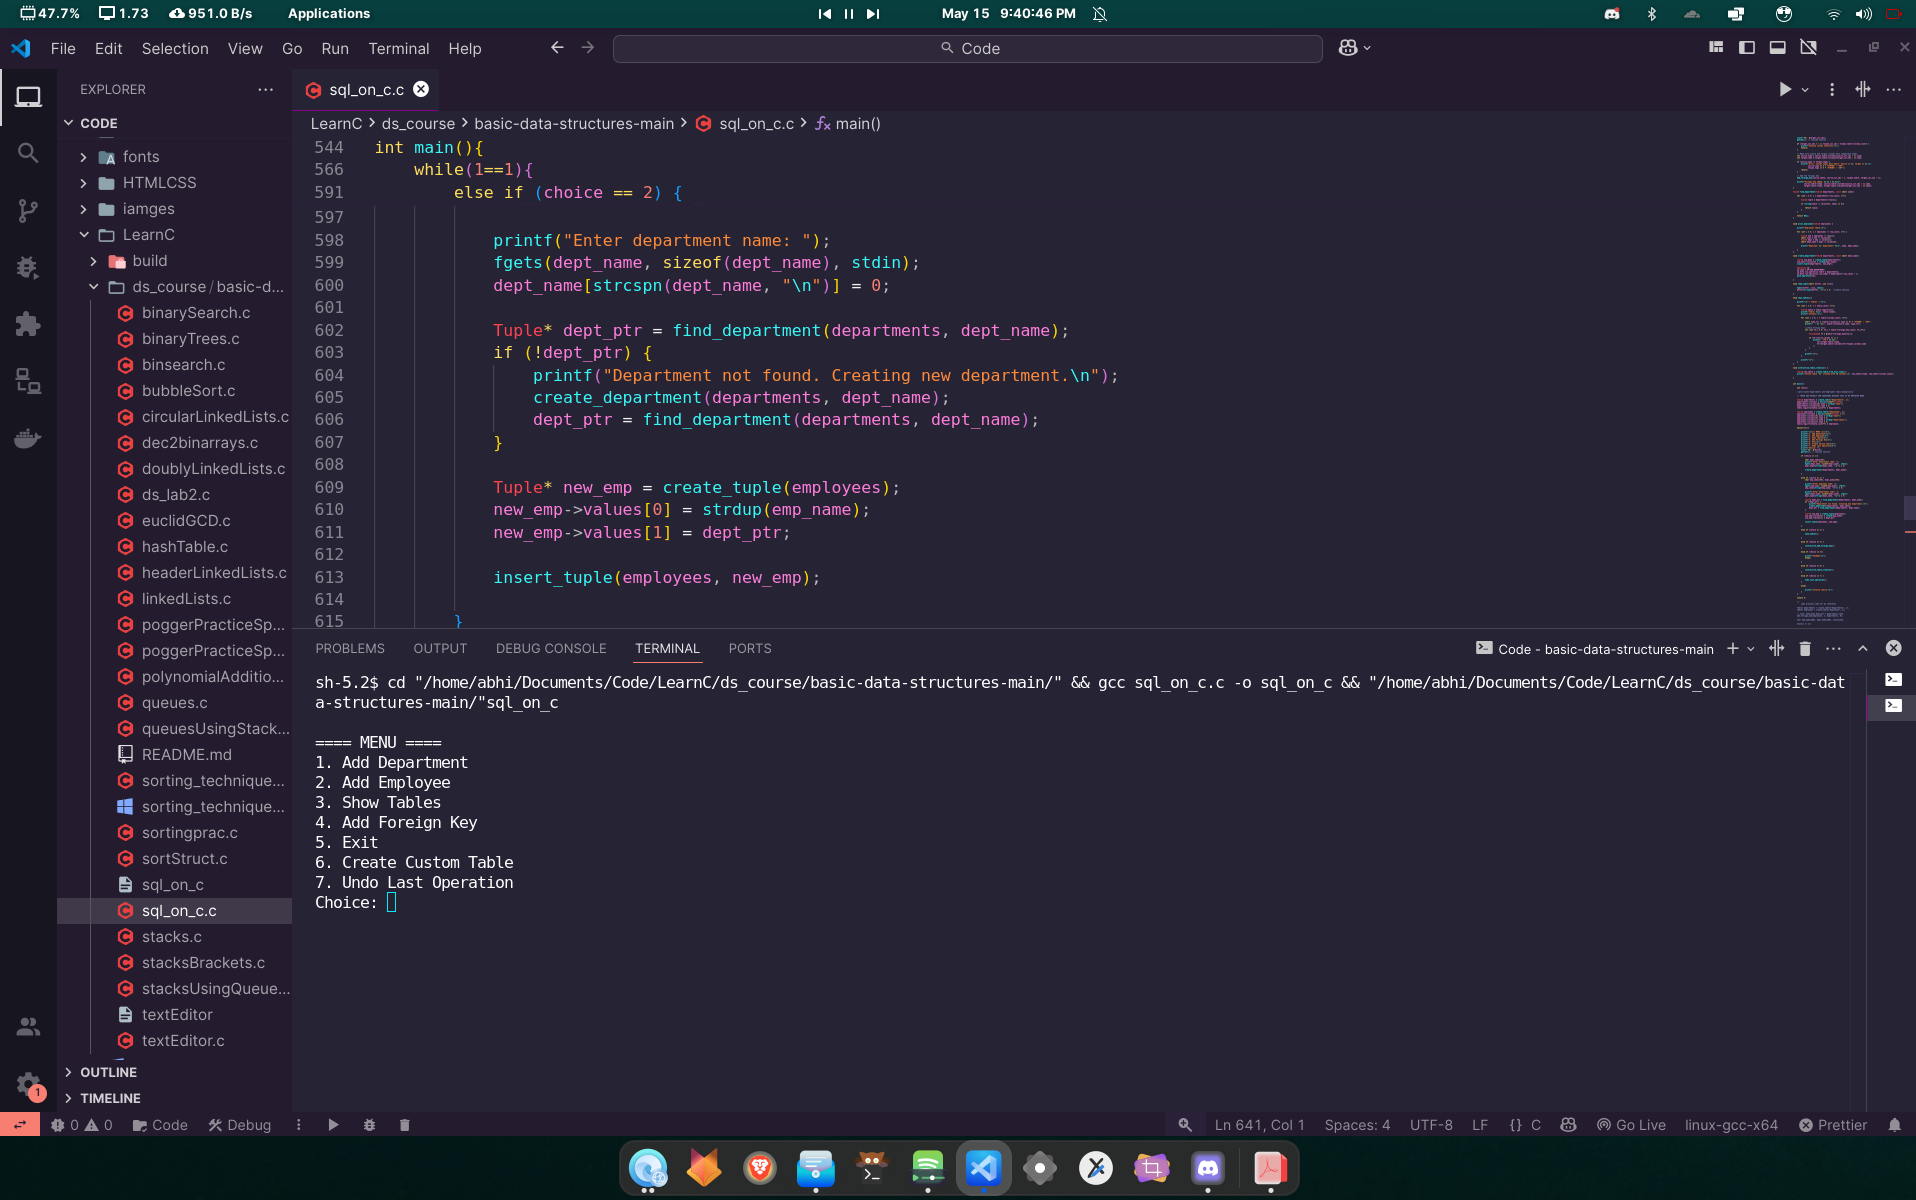 47.7% 1.73 951.0 B/s Applications May 15 9:40:46 PM
File Edit Selection View Go Run Terminal Help Code
EXPLORER
CODE
fonts
HTMLCSS
iamges
LearnC
build
ds_course / basic-d...
binarySearch.c
binaryTrees.c
binsearch.c
bubbleSort.c
circularLinkedLists.c
dec2binarrays.c
doublyLinkedLists.c
ds_lab2.c
euclidGCD.c
hashTable.c
headerLinkedLists.c
linkedLists.c
poggerPracticeSp...
poggerPracticeSp...
polynomialAdditio...
queues.c
queuesUsingStack...
README.md
sorting_technique...
sorting_technique...
sortingprac.c
sortStruct.c
sql_on_c
sql_on_c.c
stacks.c
stacksBrackets.c
stacksUsingQueue...
textEditor
textEditor.c
OUTLINE
TIMELINE
sql_on_c.c
LearnC > ds_course > basic-data-structures-main > sql_on_c.c > main()
544 int main(){
566 while(1==1){
591 else if (choice == 2) {
597
598 printf("Enter department name: ");
599 fgets(dept_name, sizeof(dept_name), stdin);
600 dept_name[strcspn(dept_name, "\n")] = 0;
601
602 Tuple* dept_ptr = find_department(departments, dept_name);
603 if (!dept_ptr) {
604 printf("Department not found. Creating new department.\n");
605 create_department(departments, dept_name);
606 dept_ptr = find_department(departments, dept_name);
607 }
608
609 Tuple* new_emp = create_tuple(employees);
610 new_emp->values[0] = strdup(emp_name);
611 new_emp->values[1] = dept_ptr;
612
613 insert_tuple(employees, new_emp);
614
615 }
PROBLEMS OUTPUT DEBUG CONSOLE TERMINAL PORTS Code - basic-data-structures-main
sh-5.2$ cd "/home/abhi/Documents/Code/LearnC/ds_course/basic-data-structures-main/" && gcc sql_on_c.c -o sql_on_c && "/home/abhi/Documents/Code/LearnC/ds_course/basic-dat
a-structures-main/"sql_on_c
==== MENU ====
1. Add Department
2. Add Employee
3. Show Tables
4. Add Foreign Key
5. Exit
6. Create Custom Table
7. Undo Last Operation
Choice:
1
0 0 Code Debug Ln 641, Col 1 Spaces: 4 UTF-8 LF {} C Go Live linux-gcc-x64 Prettier